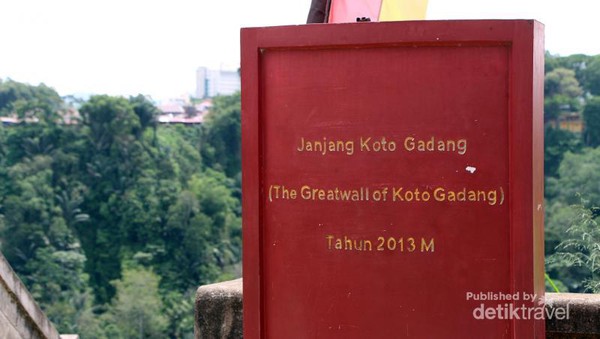 Janjang Koto Gadang
(The Greatwall of Koto Gadang)
Tahun 2013 M
Published by
detiktravel